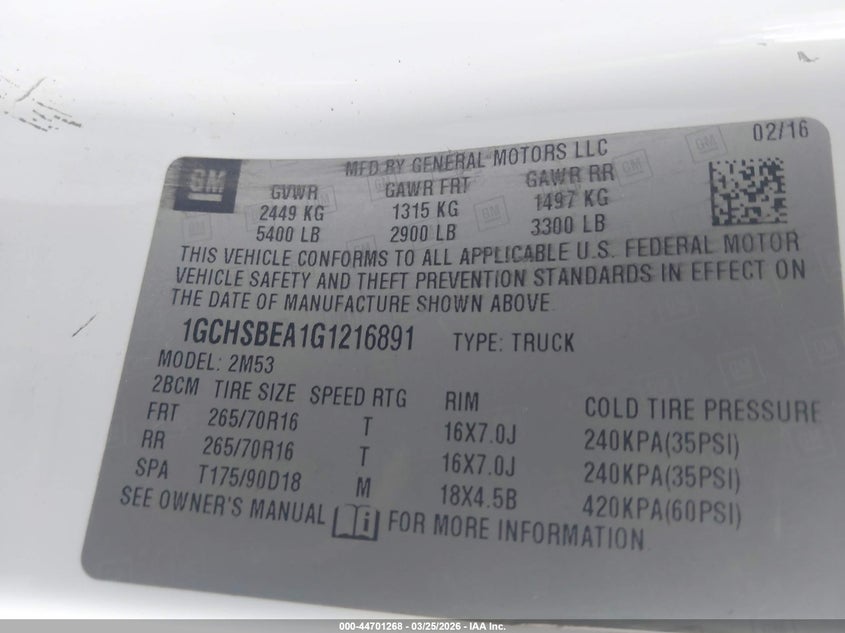 02/16
GM
MFD BY GENERAL MOTORS LLC
GVWR GAWR FRT GAWR RR
2449 KG 1315 KG 1497 KG
5400 LB 2900 LB 3300 LB
THIS VEHICLE CONFORMS TO ALL APPLICABLE U.S. FEDERAL MOTOR
VEHICLE SAFETY AND THEFT PREVENTION STANDARDS IN EFFECT ON
THE DATE OF MANUFACTURE SHOWN ABOVE.
1GCHSBEA1G1216891 TYPE: TRUCK
MODEL: 2M53
2BCM TIRE SIZE SPEED RTG RIM COLD TIRE PRESSURE
FRT 265/70R16 T 16X7.0J 240KPA(35PSI)
RR 265/70R16 T 16X7.0J 240KPA(35PSI)
SPA T175/90D18 M 18X4.5B 420KPA(60PSI)
SEE OWNER'S MANUAL i FOR MORE INFORMATION
000-44701268 - 03/25/2026 - IAA Inc.